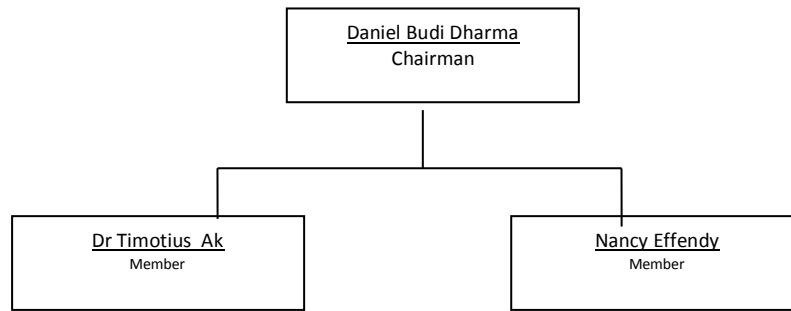 Daniel Budi Dharma
Chairman
Dr Timotius Ak
Member
Nancy Effendy
Member